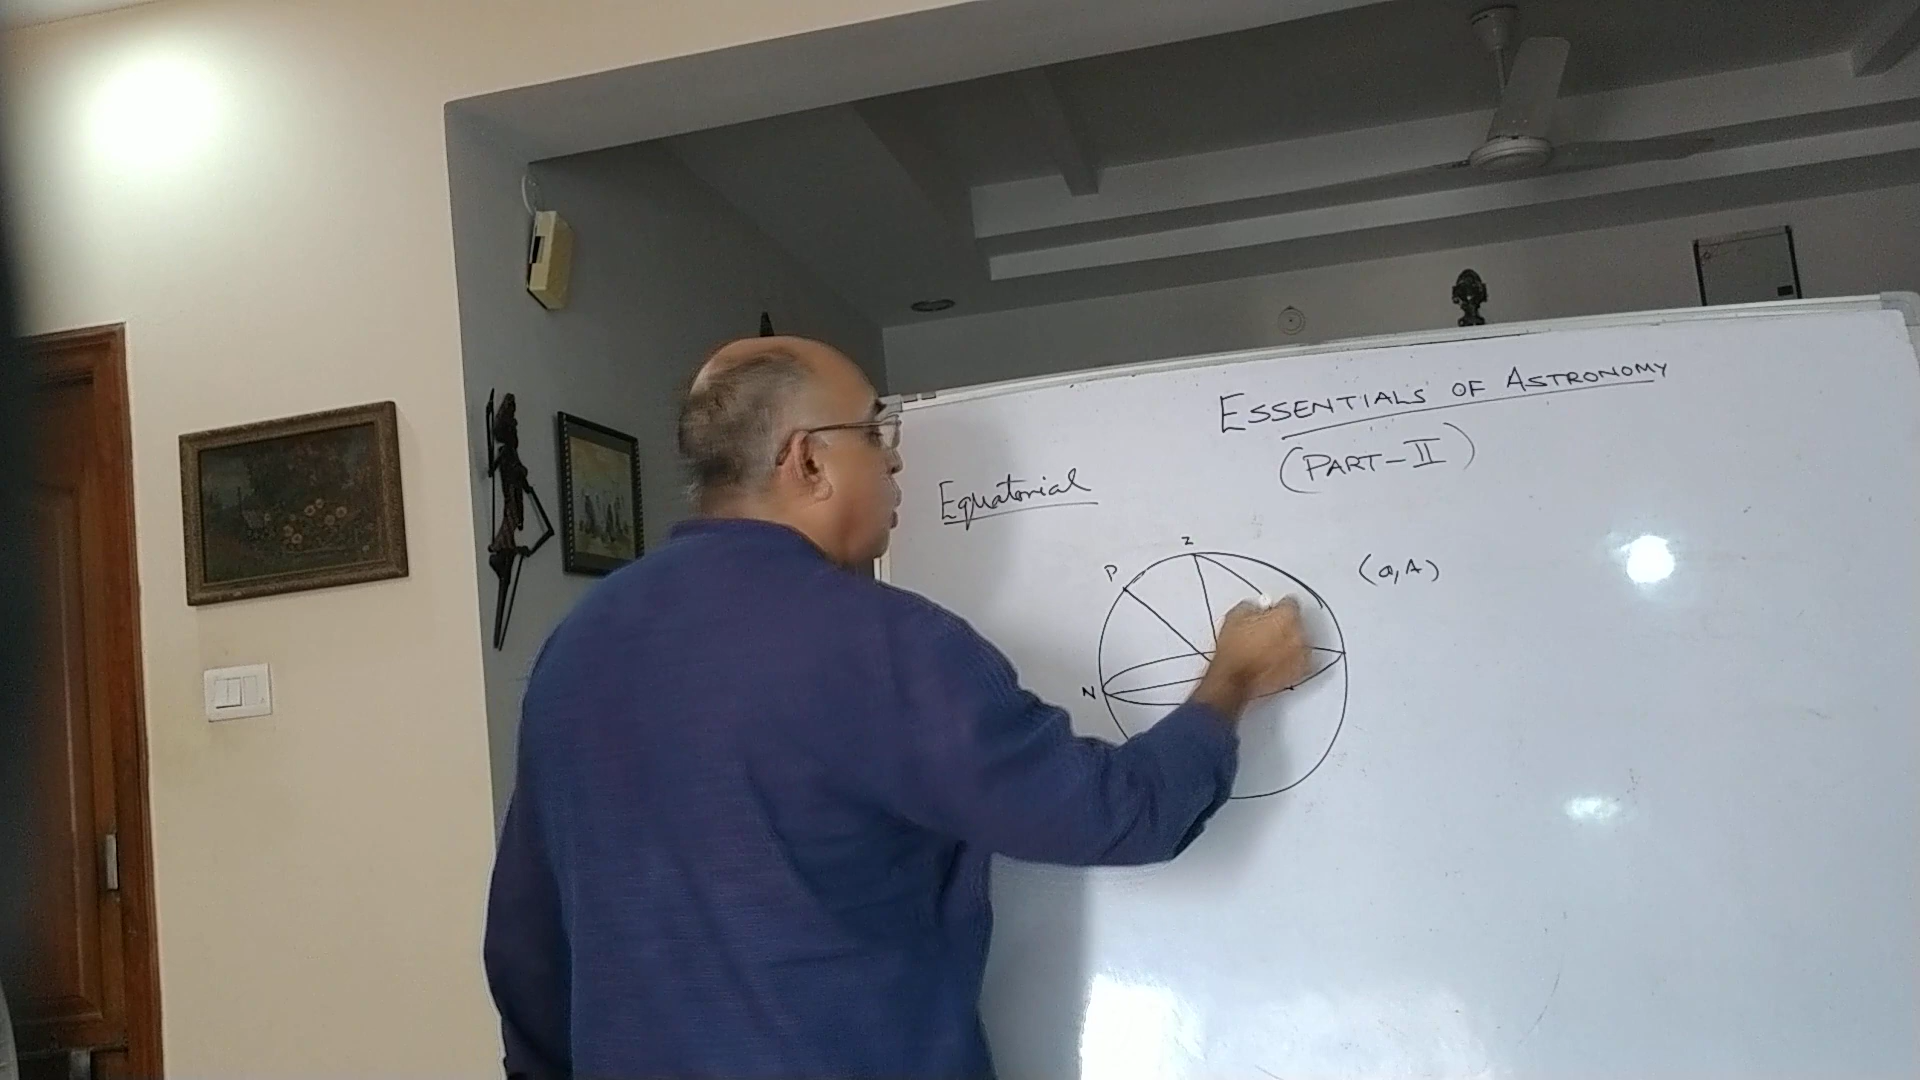 ESSENTIALS OF ASTRONOMY
(PART-II)
Equatorial
Z
P
(a, A)
N